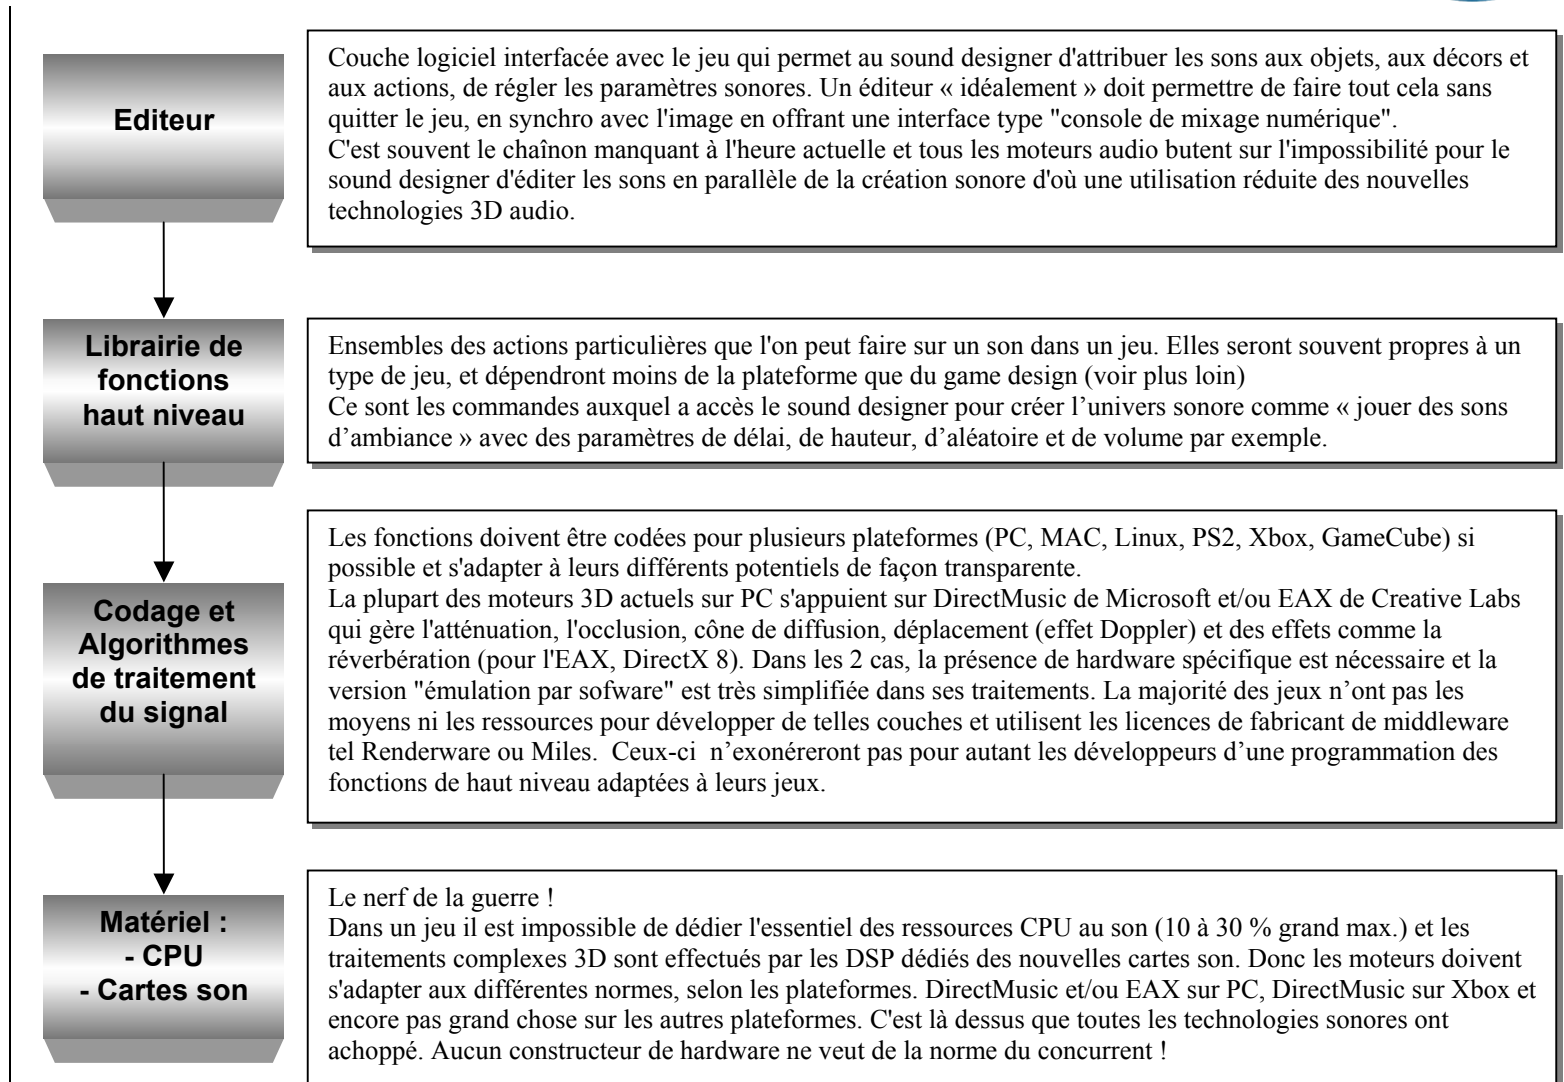 Editeur
Couche logiciel interfacée avec le jeu qui permet au sound designer d'attribuer les sons aux objets, aux décors et
aux actions, de régler les paramètres sonores. Un éditeur « idéalement » doit permettre de faire tout cela sans
quitter le jeu, en synchro avec l'image en offrant une interface type "console de mixage numérique".
C'est souvent le chaînon manquant à l'heure actuelle et tous les moteurs audio butent sur l'impossibilité pour le
sound designer d'éditer les sons en parallèle de la création sonore d'où une utilisation réduite des nouvelles
technologies 3D audio.
Librairie de
fonctions
haut niveau
Ensembles des actions particulières que l'on peut faire sur un son dans un jeu. Elles seront souvent propres à un
type de jeu, et dépendront moins de la plateforme que du game design (voir plus loin)
Ce sont les commandes auxquel a accès le sound designer pour créer l’univers sonore comme « jouer des sons
d’ambiance » avec des paramètres de délai, de hauteur, d’aléatoire et de volume par exemple.
Codage et
Algorithmes
de traitement
du signal
Les fonctions doivent être codées pour plusieurs plateformes (PC, MAC, Linux, PS2, Xbox, GameCube) si
possible et s'adapter à leurs différents potentiels de façon transparente.
La plupart des moteurs 3D actuels sur PC s'appuient sur DirectMusic de Microsoft et/ou EAX de Creative Labs
qui gère l'atténuation, l'occlusion, cône de diffusion, déplacement (effet Doppler) et des effets comme la
réverbération (pour l'EAX, DirectX 8). Dans les 2 cas, la présence de hardware spécifique est nécessaire et la
version "émulation par sofware" est très simplifiée dans ses traitements. La majorité des jeux n’ont pas les
moyens ni les ressources pour développer de telles couches et utilisent les licences de fabricant de middleware
tel Renderware ou Miles. Ceux-ci n’exonéreront pas pour autant les développeurs d’une programmation des
fonctions de haut niveau adaptées à leurs jeux.
Matériel :
- CPU
- Cartes son
Le nerf de la guerre !
Dans un jeu il est impossible de dédier l'essentiel des ressources CPU au son (10 à 30 % grand max.) et les
traitements complexes 3D sont effectués par les DSP dédiés des nouvelles cartes son. Donc les moteurs doivent
s'adapter aux différentes normes, selon les plateformes. DirectMusic et/ou EAX sur PC, DirectMusic sur Xbox et
encore pas grand chose sur les autres plateformes. C'est là dessus que toutes les technologies sonores ont
achoppé. Aucun constructeur de hardware ne veut de la norme du concurrent !